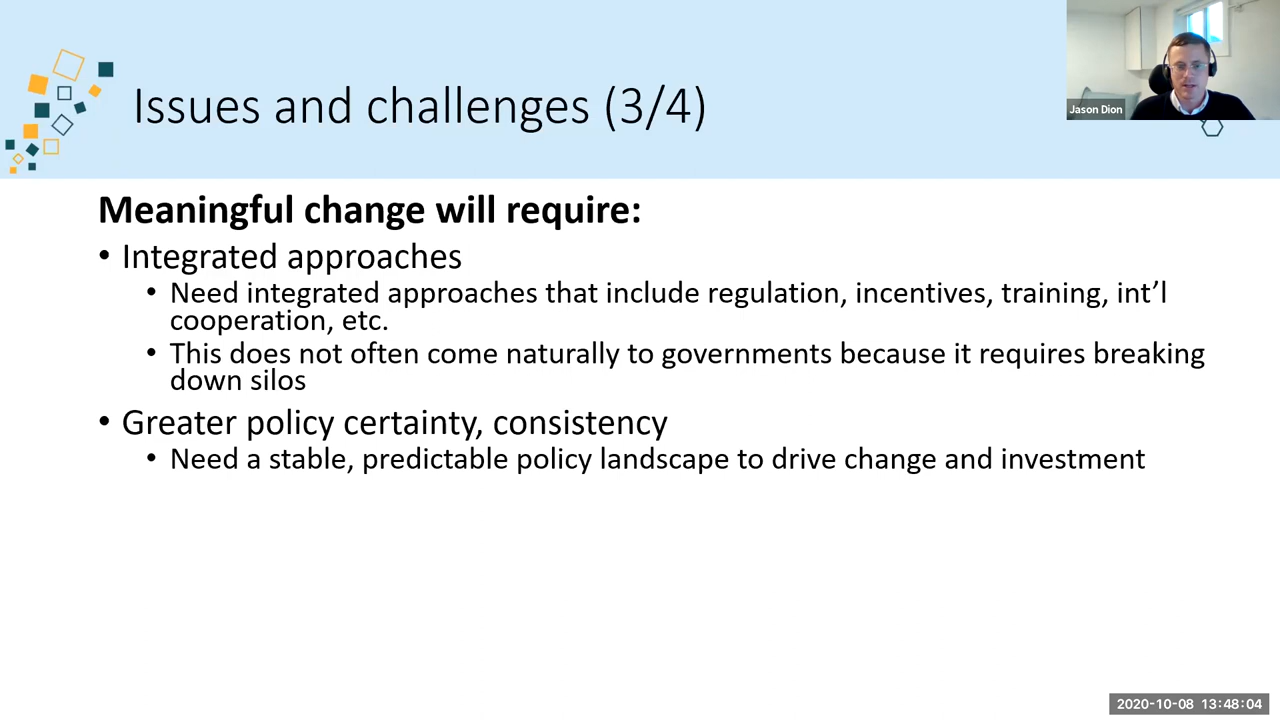 Jason Dion
Issues and challenges (3/4)
Meaningful change will require:
• Integrated approaches
• Need integrated approaches that include regulation, incentives, training, int’l
cooperation, etc.
• This does not often come naturally to governments because it requires breaking
down silos
• Greater policy certainty, consistency
• Need a stable, predictable policy landscape to drive change and investment
2020-10-08 13:48:04